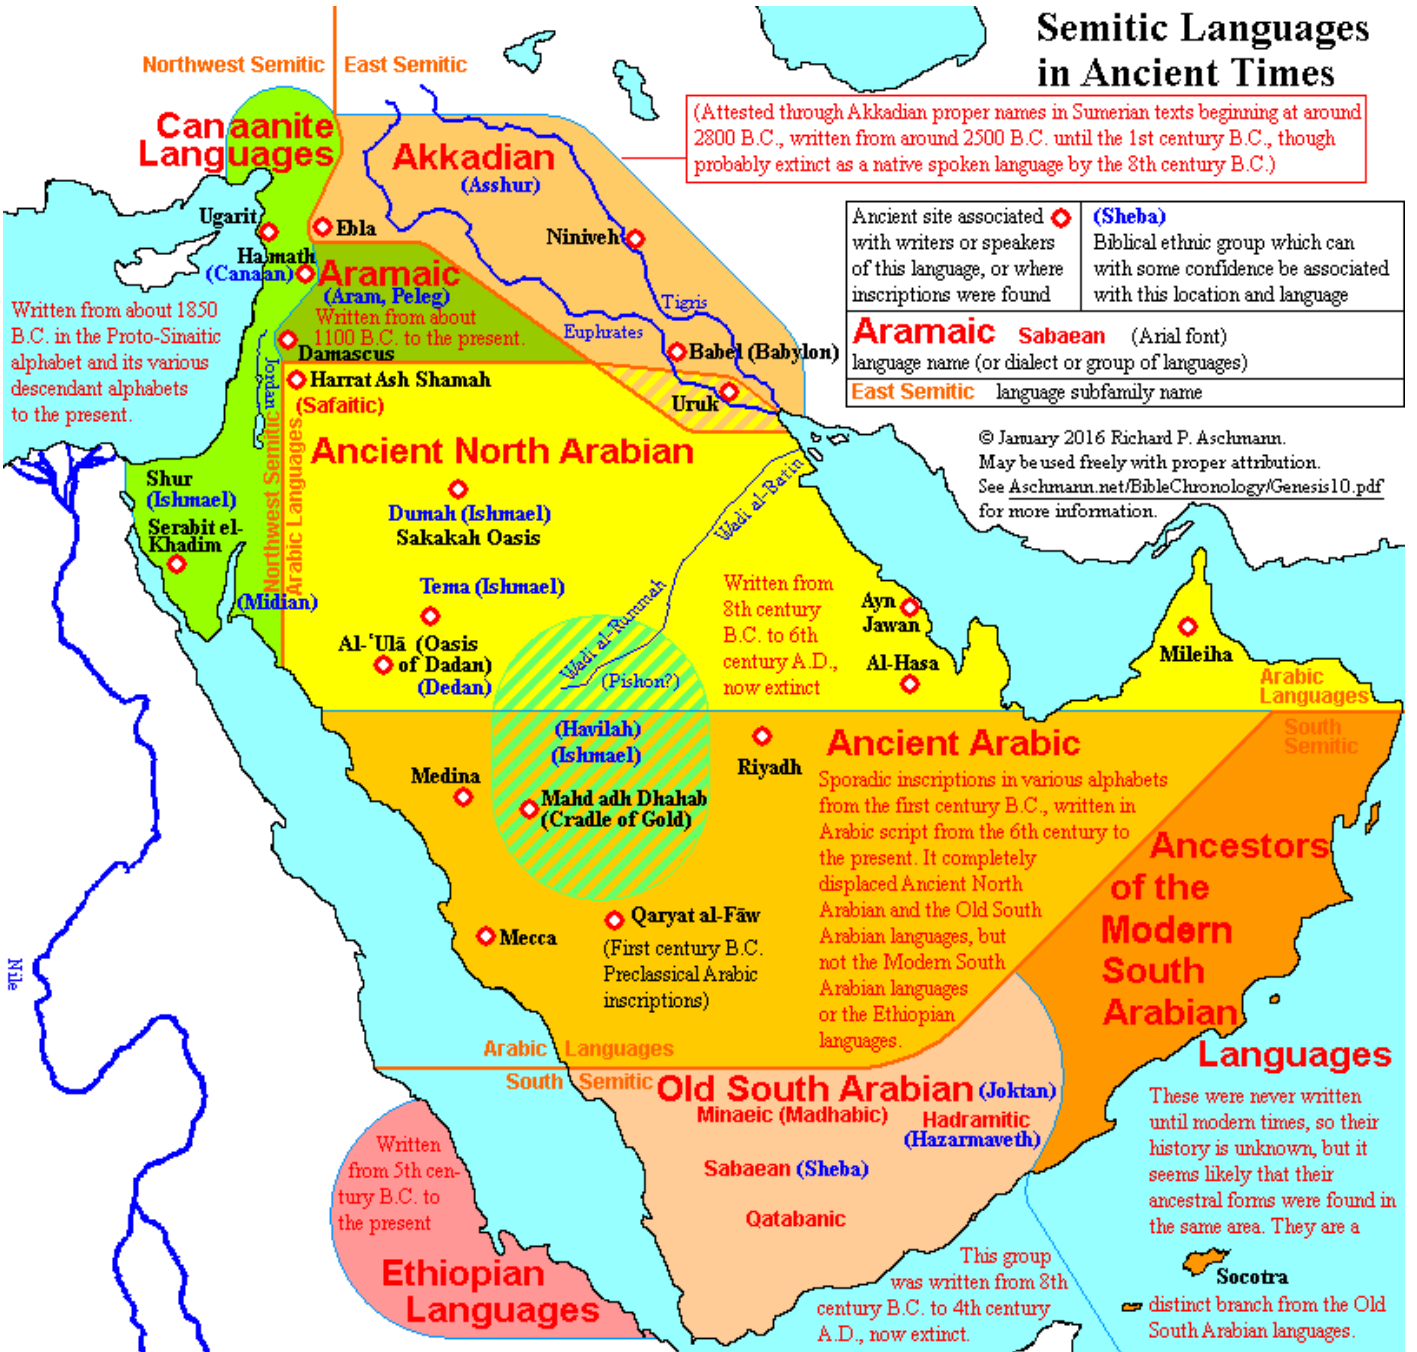 Semitic Languages
in Ancient Times
Northwest Semitic
East Semitic
(Attested through Akkadian proper names in Sumerian texts beginning at around
2800 B.C., written from around 2500 B.C. until the 1st century B.C., though
probably extinct as a native spoken language by the 8th century B.C.)
Canaanite
Languages
Akkadian
(Asshur)
Ancient site associated
with writers or speakers
of this language, or where
inscriptions were found
(Sheba)
Biblical ethnic group which can
with some confidence be associated
with this location and language
Aramaic Sabaean (Arial font)
language name (or dialect or group of languages)
East Semitic language subfamily name
© January 2016 Richard P. Aschmann.
May be used freely with proper attribution.
See Aschmann.net/BibleChronology/Genesis10.pdf
for more information.
Ugarit
Ebla
Niniveh
Hamath
(Canaan)
Aramaic
(Aram, Peleg)
Written from about
1100 B.C. to the present.
Tigris
Euphrates
Written from about 1850
B.C. in the Proto-Sinaitic
alphabet and its various
descendant alphabets
to the present.
Damascus
Babel (Babylon)
Jordan
Harrat Ash Shamah
(Safaitic)
Uruk
Ancient North Arabian
Northwest Semitic
Arabic Languages
Shur
(Ishmael)
Serabit el-
Khadim
Dumah (Ishmael)
Sakakah Oasis
Wadi al-Batin
Tema (Ishmael)
(Midian)
Al-ʿUlā (Oasis
of Dadan)
(Dedan)
Wadi al-Rummah
(Pishon?)
Written from
8th century
B.C. to 6th
century A.D.,
now extinct
Ayn
Jawan
Al-Hasa
Mileiha
Arabic
Languages
South
Semitic
(Havilah)
(Ishmael)
Medina
Mahd adh Dhahab
(Cradle of Gold)
Riyadh
Ancient Arabic
Sporadic inscriptions in various alphabets
from the first century B.C., written in
Arabic script from the 6th century to
the present. It completely
displaced Ancient North
Arabian and the Old South
Arabian languages, but
not the Modern South
Arabian languages
or the Ethiopian
languages.
Mecca
Qaryat al-Fāw
(First century B.C.
Preclassical Arabic
inscriptions)
Nile
Ancestors
of the
Modern
South
Arabian
Languages
These were never written
until modern times, so their
history is unknown, but it
seems likely that their
ancestral forms were found in
the same area. They are a
Socotra
distinct branch from the Old
South Arabian languages.
Arabic Languages
South Semitic
Old South Arabian (Joktan)
Minaeic (Madhabic)
Hadramitic
(Hazarmaveth)
Sabaean (Sheba)
Qatabanic
This group
was written from 8th
century B.C. to 4th century
A.D., now extinct.
Written
from 5th cen-
tury B.C. to
the present
Ethiopian
Languages